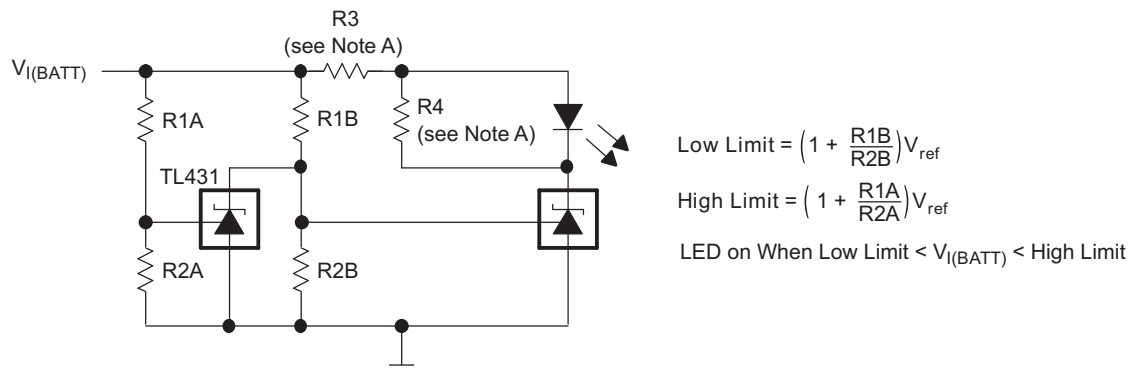 R3
(see Note A)
V_I(BATT)
R1A
R1B
R4
(see Note A)
TL431
R2A
R2B
Low Limit = ( 1 + R1B/R2B ) V_ref
High Limit = ( 1 + R1A/R2A ) V_ref
LED on When Low Limit < V_I(BATT) < High Limit